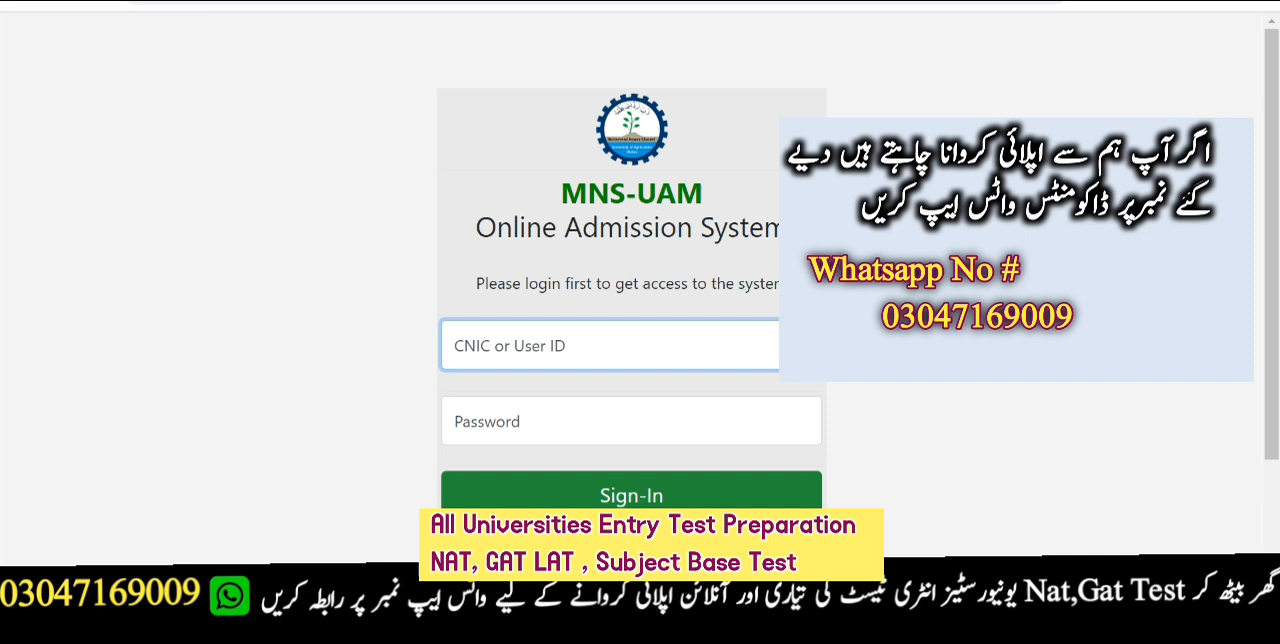 MNS-UAM
Online Admission System
Please login first to get access to the syste
CNIC or User ID
Password
Sign-In
اگر آپ ہم سے اپلائی کروانا چاہتے ہیں دیے
گئے نمبرپر ڈاکومنٹس واٹس ایپ کریں
Whatsapp No #
03047169009
All Universities Entry Test Preparation
NAT, GAT LAT , Subject Base Test
گھر بیٹھ کر Nat,Gat Test یونیورسٹیز انٹری ٹیسٹ کی تیاری اور آنلائن اپلائی کروانے کے لیے واٹس ایپ نمبر پر رابطہ کریں 03047169009